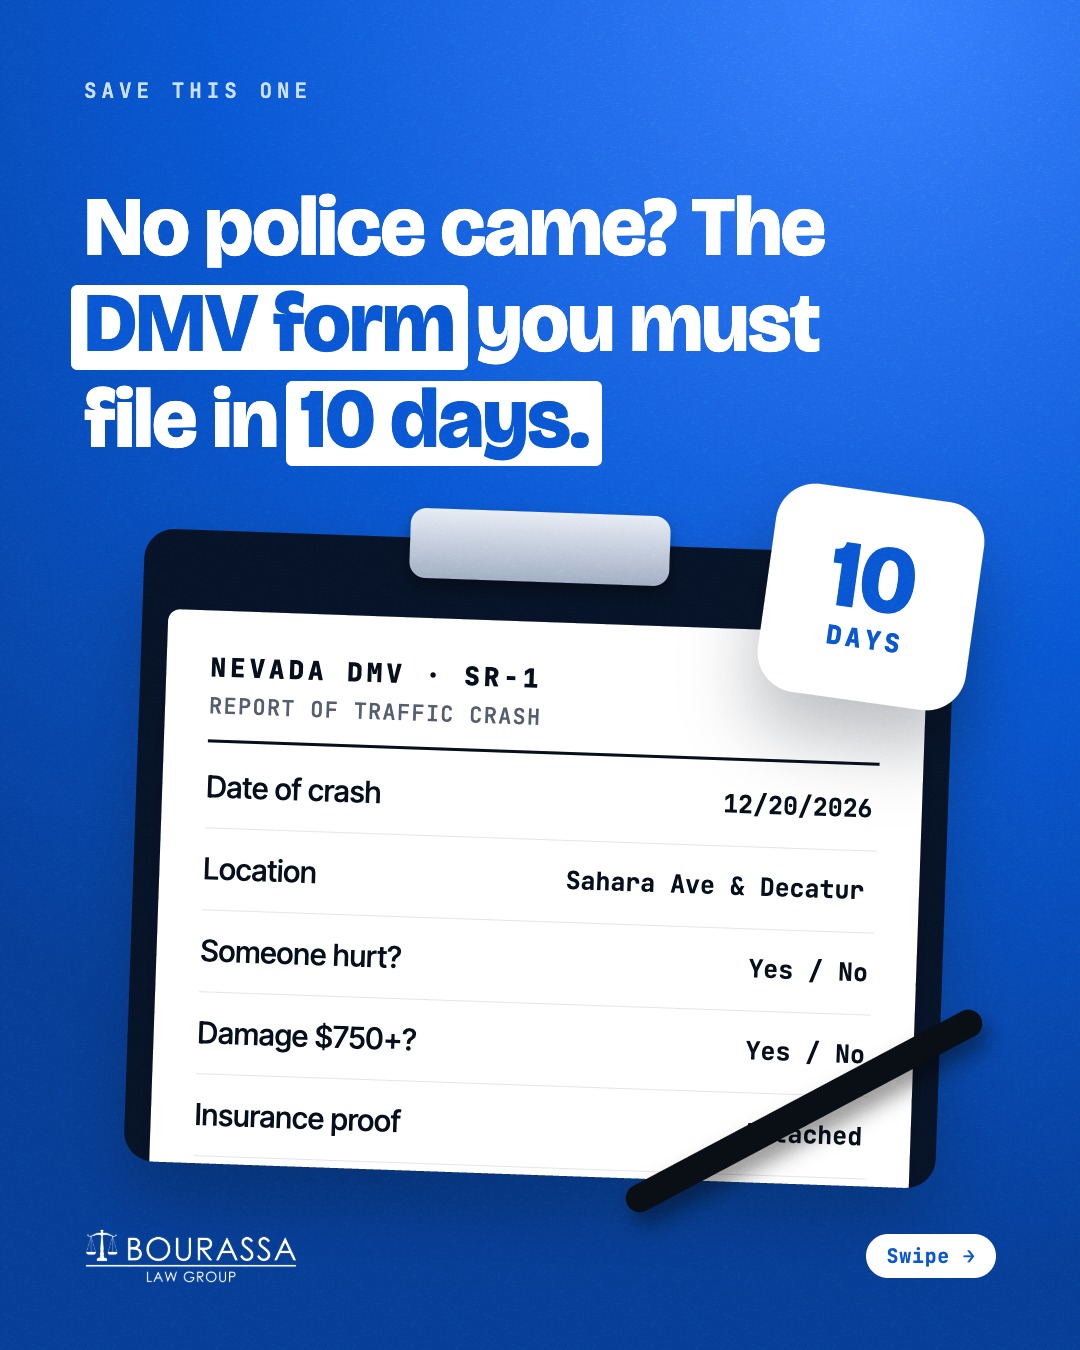 SAVE THIS ONE
No police came? The
DMV form you must
file in 10 days.
10
DAYS
NEVADA DMV · SR-1
REPORT OF TRAFFIC CRASH
Date of crash 12/20/2026
Location Sahara Ave & Decatur
Someone hurt? Yes / No
Damage $750+? Yes / No
Insurance proof
BOURASSA
LAW GROUP
Swipe →